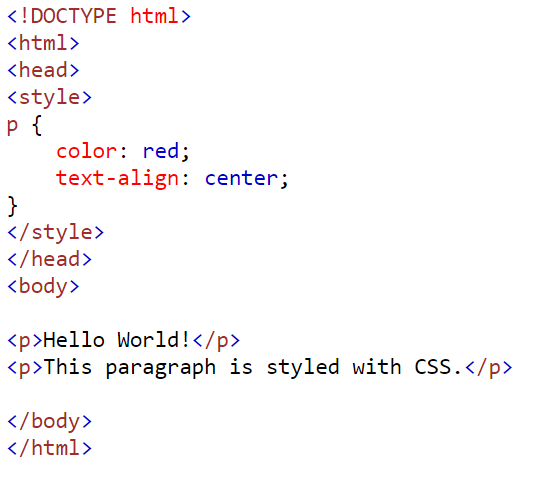 <!DOCTYPE html>
<html>
<head>
<style>
p {
    color: red;
    text-align: center;
}
</style>
</head>
<body>

<p>Hello World!</p>
<p>This paragraph is styled with CSS.</p>

</body>
</html>